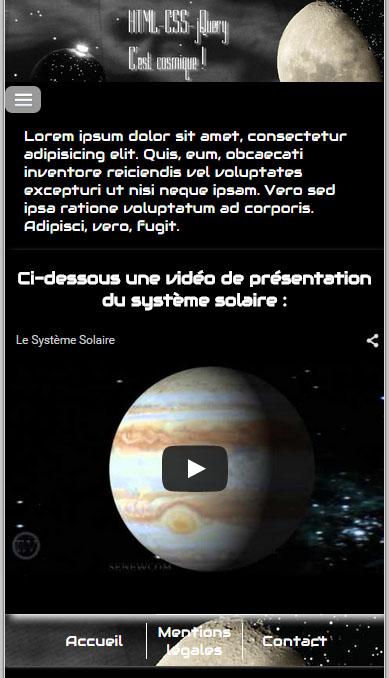 HTML-CSS-jQuery
C'est cosmique !
Lorem ipsum dolor sit amet, consectetur
adipisicing elit. Quis, eum, obcaecati
inventore reiciendis vel voluptates
excepturi ut nisi neque ipsam. Vero sed
ipsa ratione voluptatum ad corporis.
Adipisci, vero, fugit.
Ci-dessous une vidéo de présentation
du système solaire :
Le Système Solaire
TV
SENEWCOM
Accueil
Mentions
légales
Contact